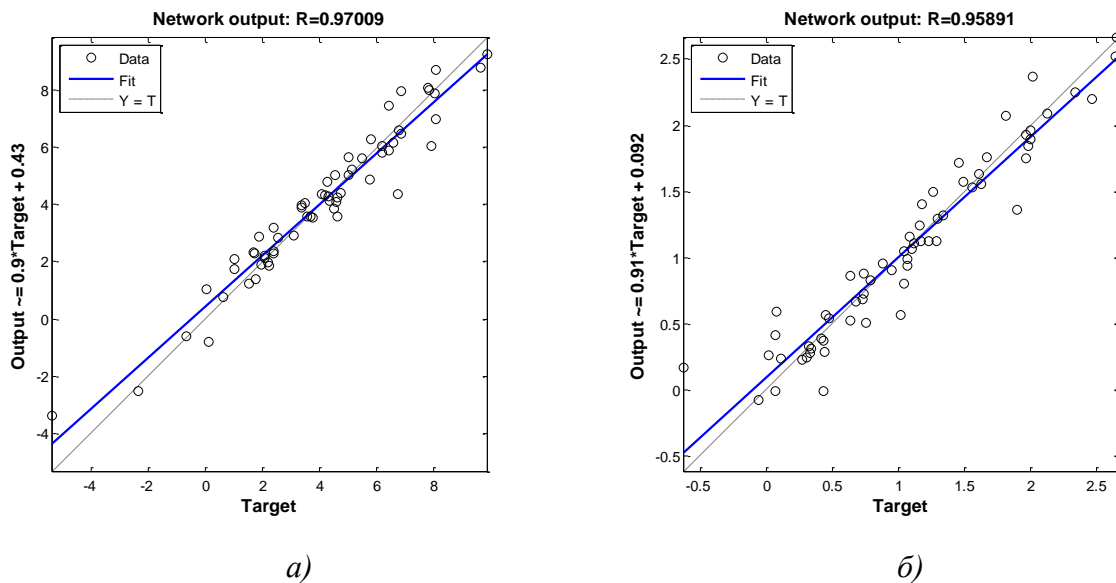 Network output: R=0.97009
Data
Fit
Y = T
8
6
4
2
0
-2
-4
-4
-2
0
2
4
6
8
Target
Output ~= 0.9*Target + 0.43
а)
Network output: R=0.95891
Data
Fit
Y = T
2.5
2
1.5
1
0.5
0
-0.5
-0.5
0
0.5
1
1.5
2
2.5
Target
Output ~= 0.91*Target + 0.092
б)